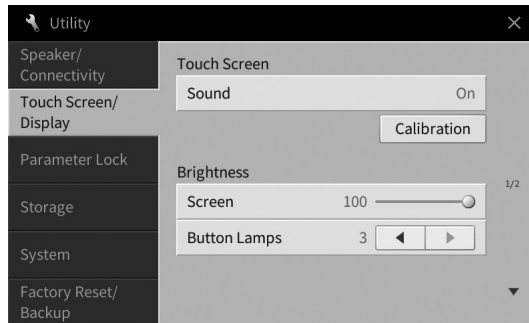 Utility
Speaker/
Connectivity
Touch Screen/
Display
Parameter Lock
Storage
System
Factory Reset/
Backup
Touch Screen
Sound On
Calibration
Brightness
Screen 100
Button Lamps 3
1/2